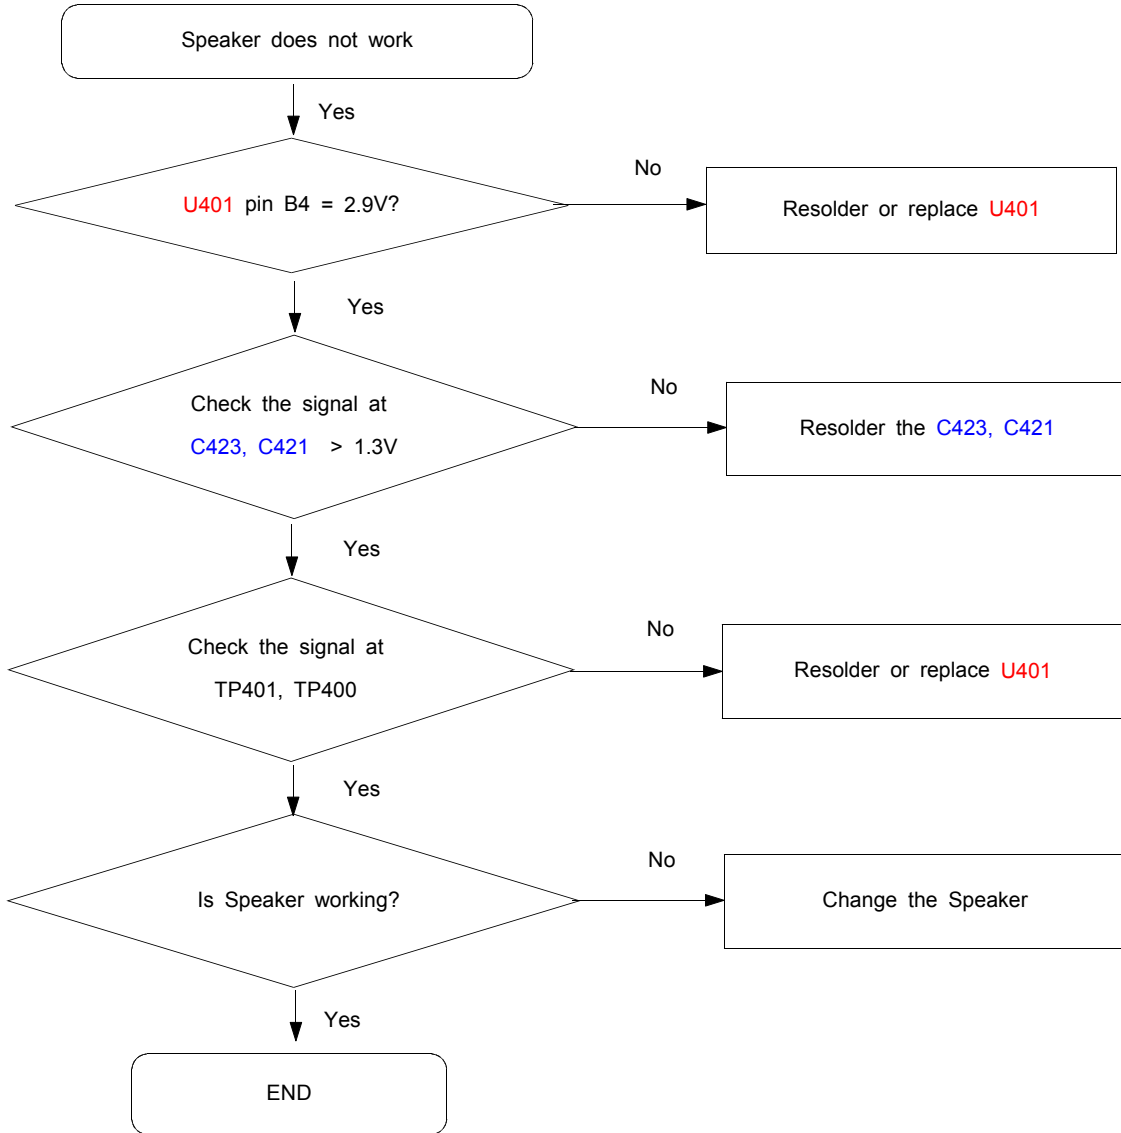 Speaker does not work
Yes
U401 pin B4 = 2.9V?
No
Resolder or replace U401
Yes
Check the signal at
C423, C421 > 1.3V
No
Resolder the C423, C421
Yes
Check the signal at
TP401, TP400
No
Resolder or replace U401
Yes
Is Speaker working?
No
Change the Speaker
Yes
END